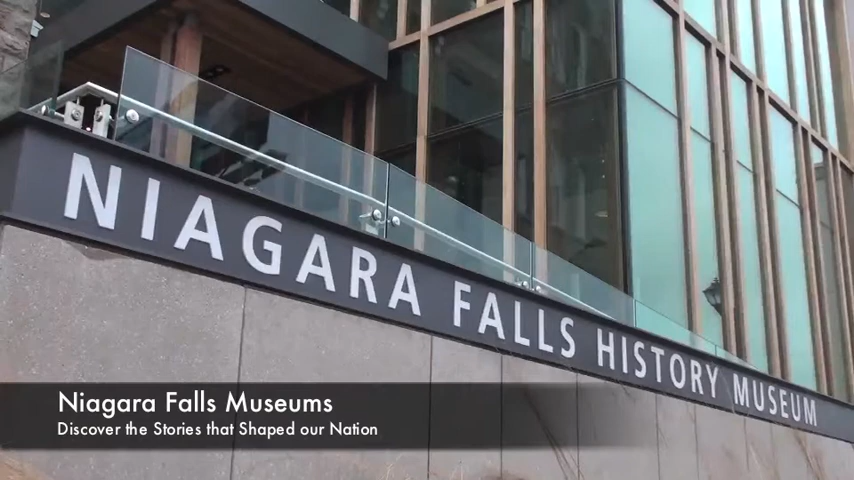 NIAGARA FALLS HISTORY MUSEUM
Niagara Falls Museums
Discover the Stories that Shaped our Nation